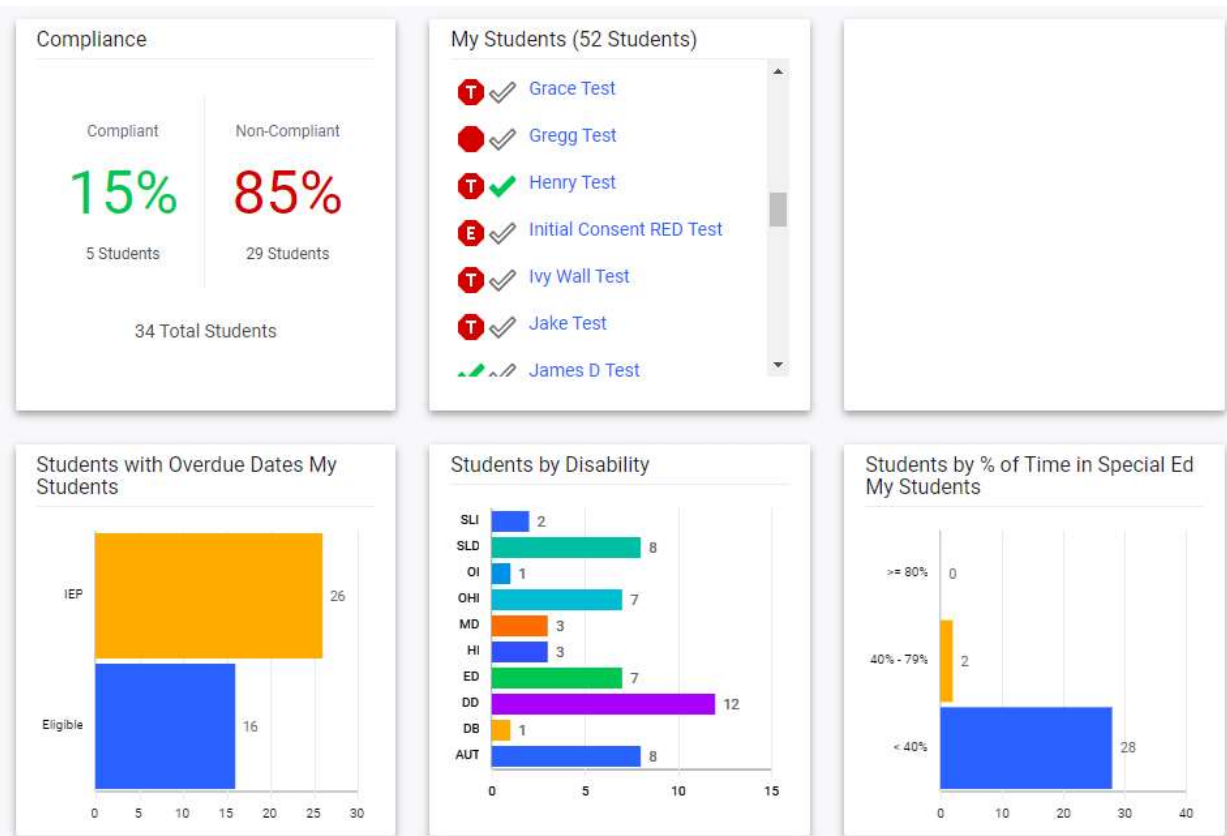 Compliance
Compliant
Non-Compliant
15%
85%
5 Students
29 Students
34 Total Students
My Students (52 Students)
T Grace Test
Gregg Test
T Henry Test
E Initial Consent RED Test
T Ivy Wall Test
T Jake Test
James D Test
Students with Overdue Dates My
Students
IEP
26
Eligible
16
0 5 10 15 20 25 30
Students by Disability
SLI 2
SLD 8
OI 1
OHI 7
MD 3
HI 3
ED 7
DD 12
DB 1
AUT 8
0 5 10 15
Students by % of Time in Special Ed
My Students
>= 80% 0
40% - 79% 2
< 40% 28
0 10 20 30 40